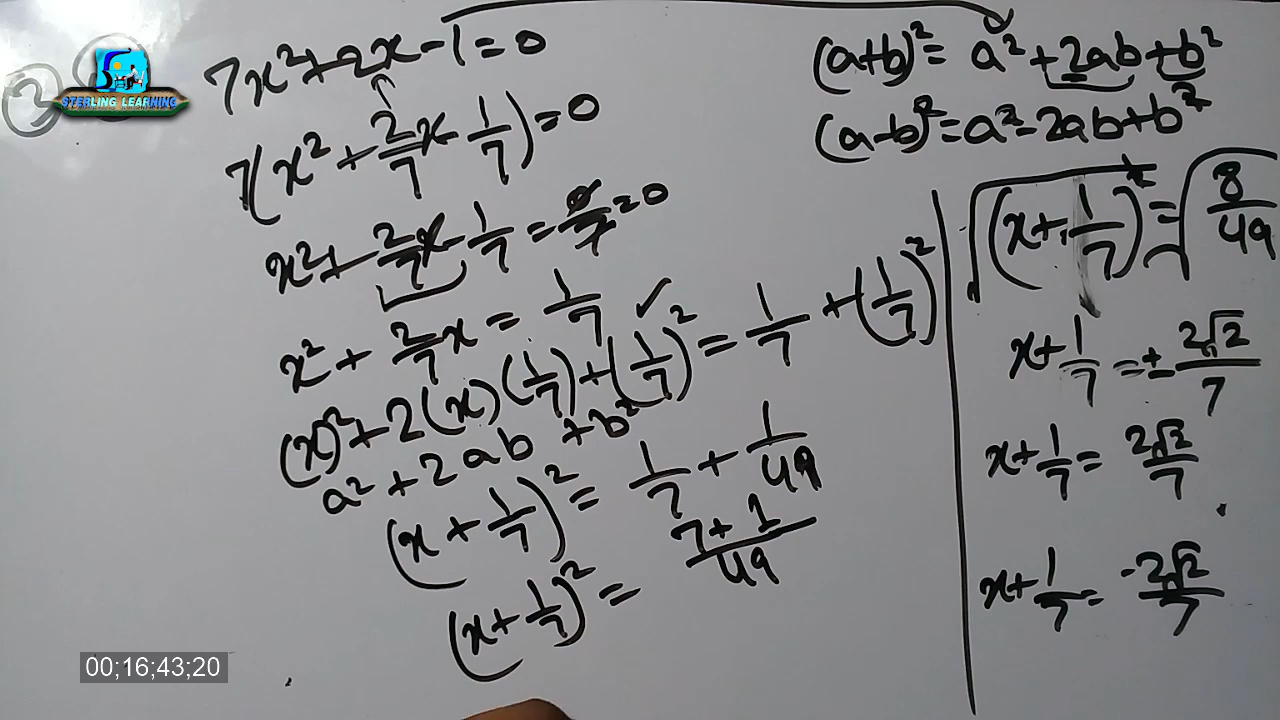 7x²+2x-1=0
7(x²+2/7x-1/7)=0
x²+2/7x-1/7=0/7=0
x²+2/7x=1/7
(x)²+2(x)(1/7)+(1/7)²=1/7+(1/7)²
a²+2ab+b²
(x+1/7)²=1/7+1/49
(x+1/7)²=7+1/49
(a+b)²=a²+2ab+b²
(a-b)²=a²-2ab+b²
√(x+1/7)²=√8/49
x+1/7=±2√2/7
x+1/7=2√2/7
x+1/7=-2√2/7
STERLING LEARNING
00;16;43;20